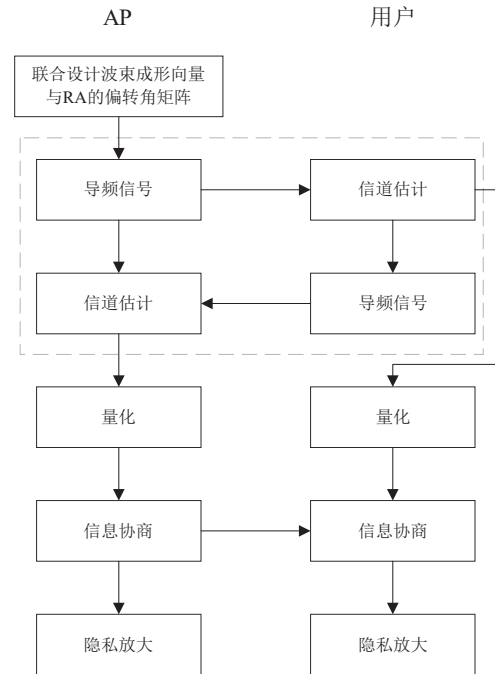 AP
用户
联合设计波束成形向量
与RA的偏转角矩阵
导频信号
信道估计
信道估计
导频信号
量化
量化
信息协商
信息协商
隐私放大
隐私放大